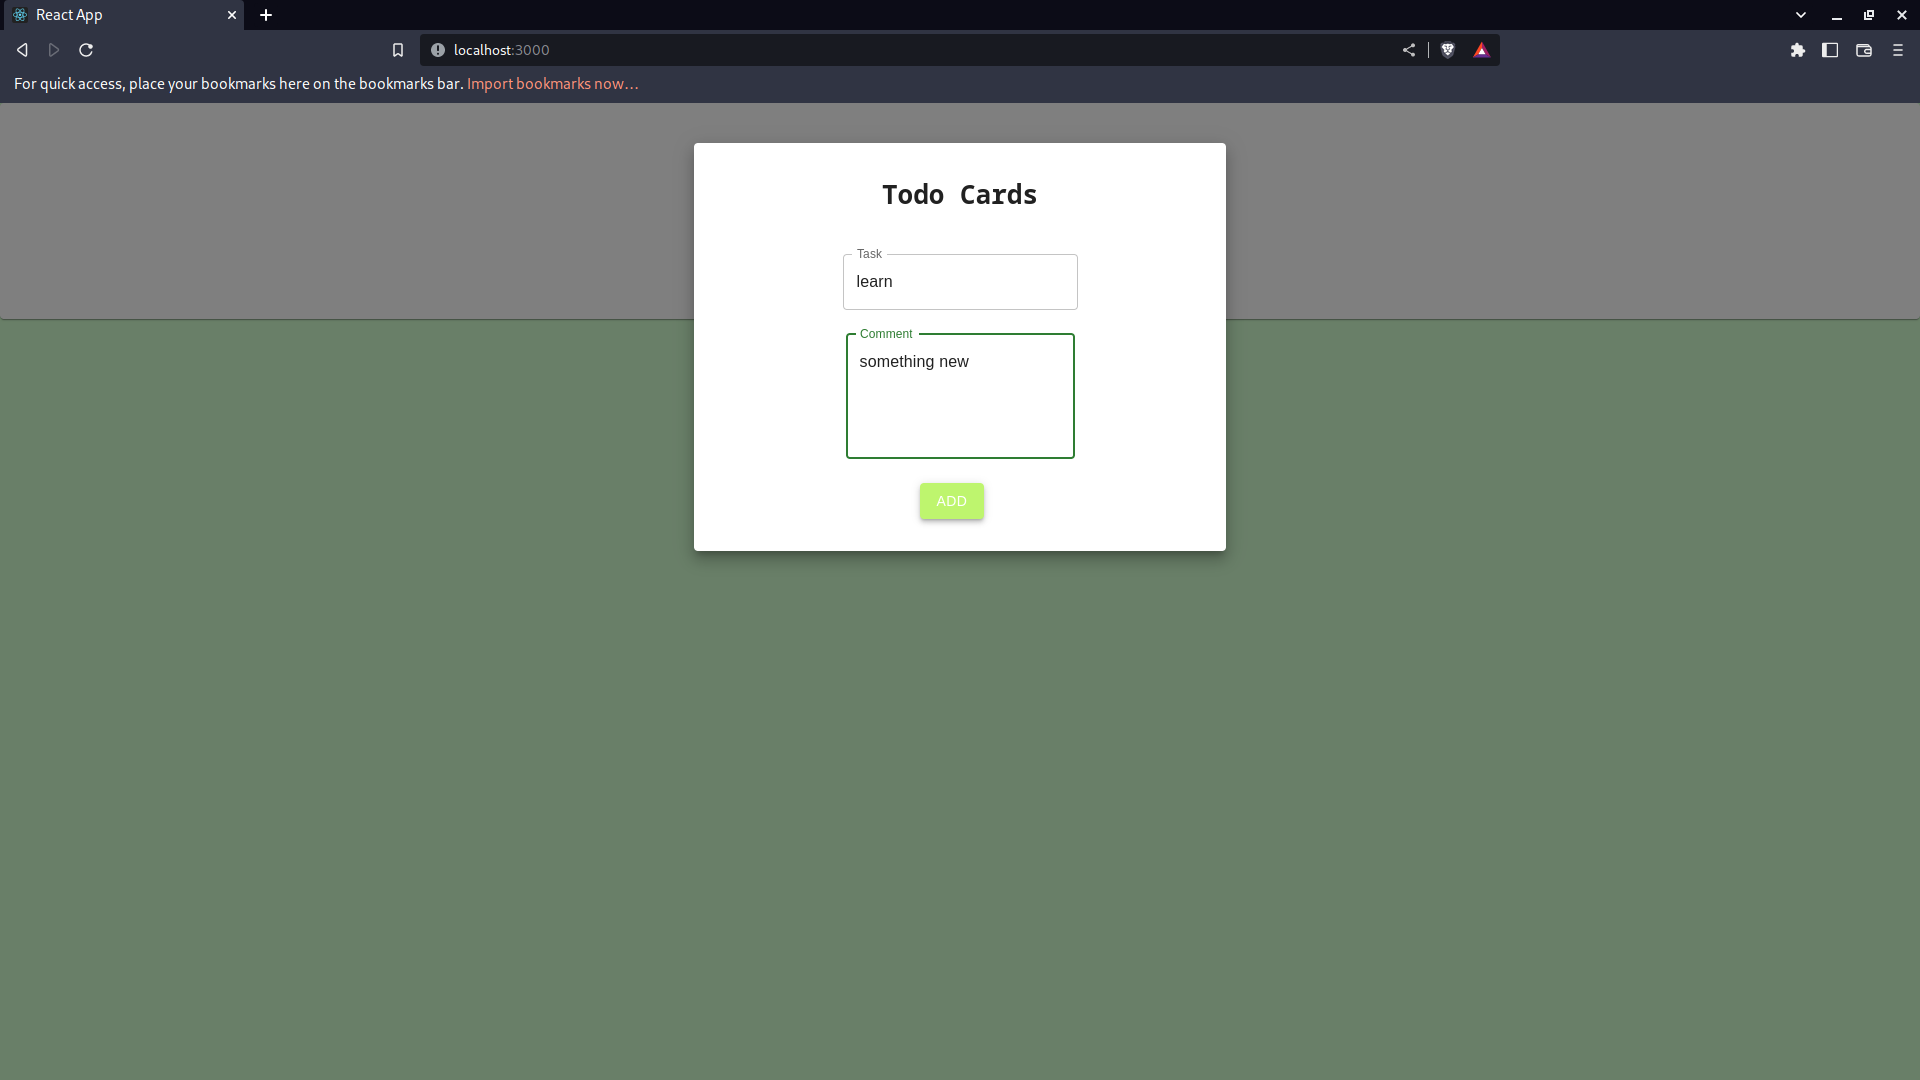 React App
localhost:3000
For quick access, place your bookmarks here on the bookmarks bar. Import bookmarks now...
Todo Cards
Task
learn
Comment
something new
ADD